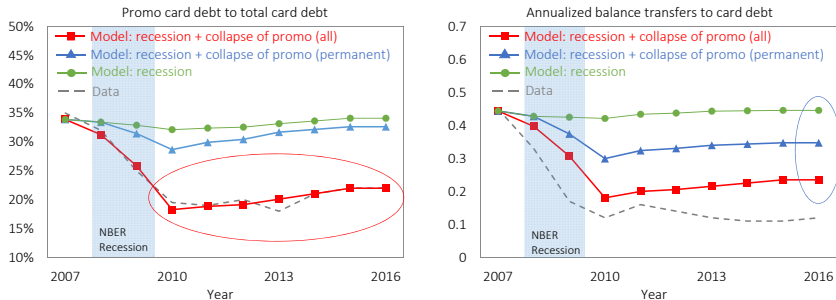 Promo card debt to total card debt
50%
45%
40%
35%
30%
25%
20%
15%
10%
Model: recession + collapse of promo (all)
Model: recession + collapse of promo (permanent)
Model: recession
Data
NBER
Recession
2007
2010
2013
2016
Year
Annualized balance transfers to card debt
0.7
0.6
0.5
0.4
0.3
0.2
0.1
0
Model: recession + collapse of promo (all)
Model: recession + collapse of promo (permanent)
Model: recession
Data
NBER
Recession
2007
2010
2013
2016
Year